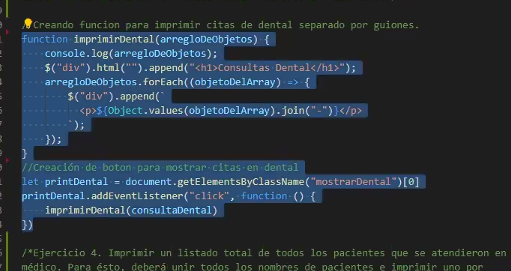 //Creando funcion para imprimir citas de dental separado por guiones.
function imprimirDental(arregloDeObjetos) {
console.log(arregloDeObjetos);
$("div").html("").append("<h1>Consultas Dental</h1>");
arregloDeObjetos.forEach((objetoDelArray) => {
$("div").append(`
<p>${Object.values(objetoDelArray).join("-")}</p>
`);
});
}
//Creación de boton para mostrar citas en dental
let printDental = document.getElementsByClassName("mostrarDental")[0]
printDental.addEventListener("click", function () {
imprimirDental(consultaDental)
})
/*Ejercicio 4. Imprimir un listado total de todos los pacientes que se atendieron en
médico. Para ésto, deberá unir todos los nombres de pacientes e imprimir uno por